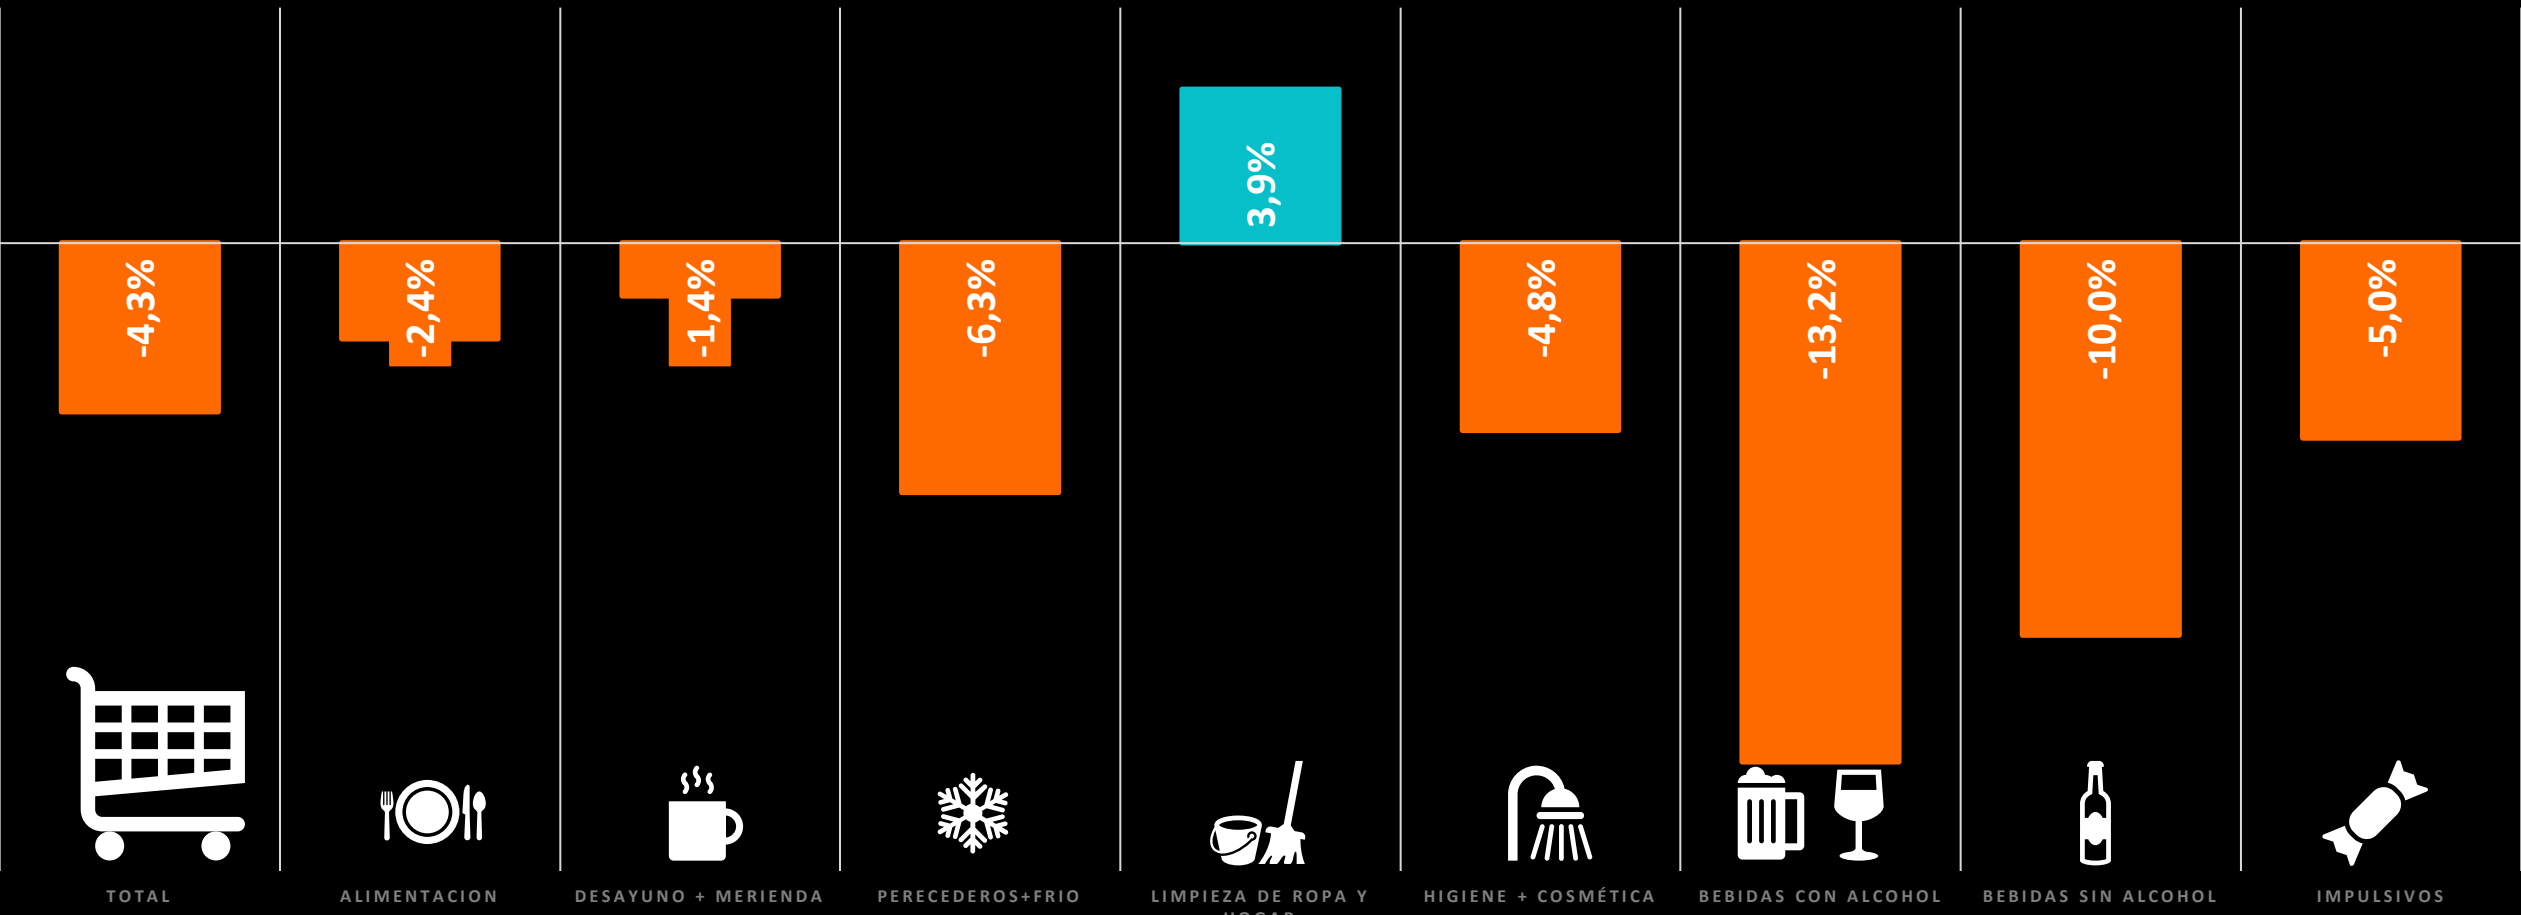 3,9%
-4,3%
-2,4%
-1,4%
-6,3%
-4,8%
-13,2%
-10,0%
-5,0%
TOTAL
ALIMENTACION
DESAYUNO + MERIENDA
PERECEDEROS+FRIO
LIMPIEZA DE ROPA Y
HOGAR
HIGIENE + COSMÉTICA
BEBIDAS CON ALCOHOL
BEBIDAS SIN ALCOHOL
IMPULSIVOS